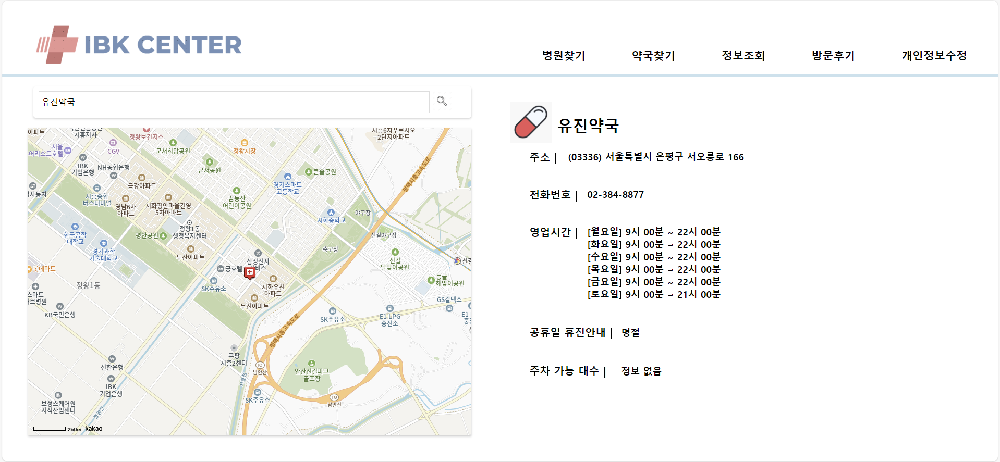 IBK CENTER
병원찾기
약국찾기
정보조회
방문후기
개인정보수정
유진약국
유진약국
주소 | (03336) 서울특별시 은평구 서오릉로 166
전화번호 | 02-384-8877
영업시간 | [월요일] 9시 00분 ~ 22시 00분
[화요일] 9시 00분 ~ 22시 00분
[수요일] 9시 00분 ~ 22시 00분
[목요일] 9시 00분 ~ 22시 00분
[금요일] 9시 00분 ~ 22시 00분
[토요일] 9시 00분 ~ 21시 00분
공휴일 휴진안내 | 명절
주차 가능 대수 | 정보 없음
아파트
시흥지사
정왕보건지소
시흥6차푸르지오
2단지아파트
서울
어리스트호텔
CGV
군서희망공원
정왕시장
IBK
기업은행
NH농협은행
군서공원
큰솔공원
평택시흥고속도로
금강아파트
경기스마트
고등학교
자동차
시흥종합
버스터미널
영남6차
아파트
시화평안마을건영
5차아파트
꿈동산
어린이공원
야구장
시화중학교
정왕1동
행정복지센터
한국공학
대학교
평안공원
신길야구장
경기과학
기술대학교
두산아파트
축구장
삼성전자
비스
신길
달맞이공원
신길
롯데마트
궁호텔
SK주유소
시화유천
아파트
능글
해맞이공원
정왕1동
스마트
브병원
무진아파트
GS칼텍스
KB국민은행
SK주유소
E1 LPG
충전소
E1
평택시흥고속도로
쿠팡
시흥2센터
신한은행
IC
남안산
안산신길파크
골프장
시흥천
IBK
기업은행
SK주유소
TG
남안산
보성스퀘어원
지식산업센터
정왕천
250m
kakao